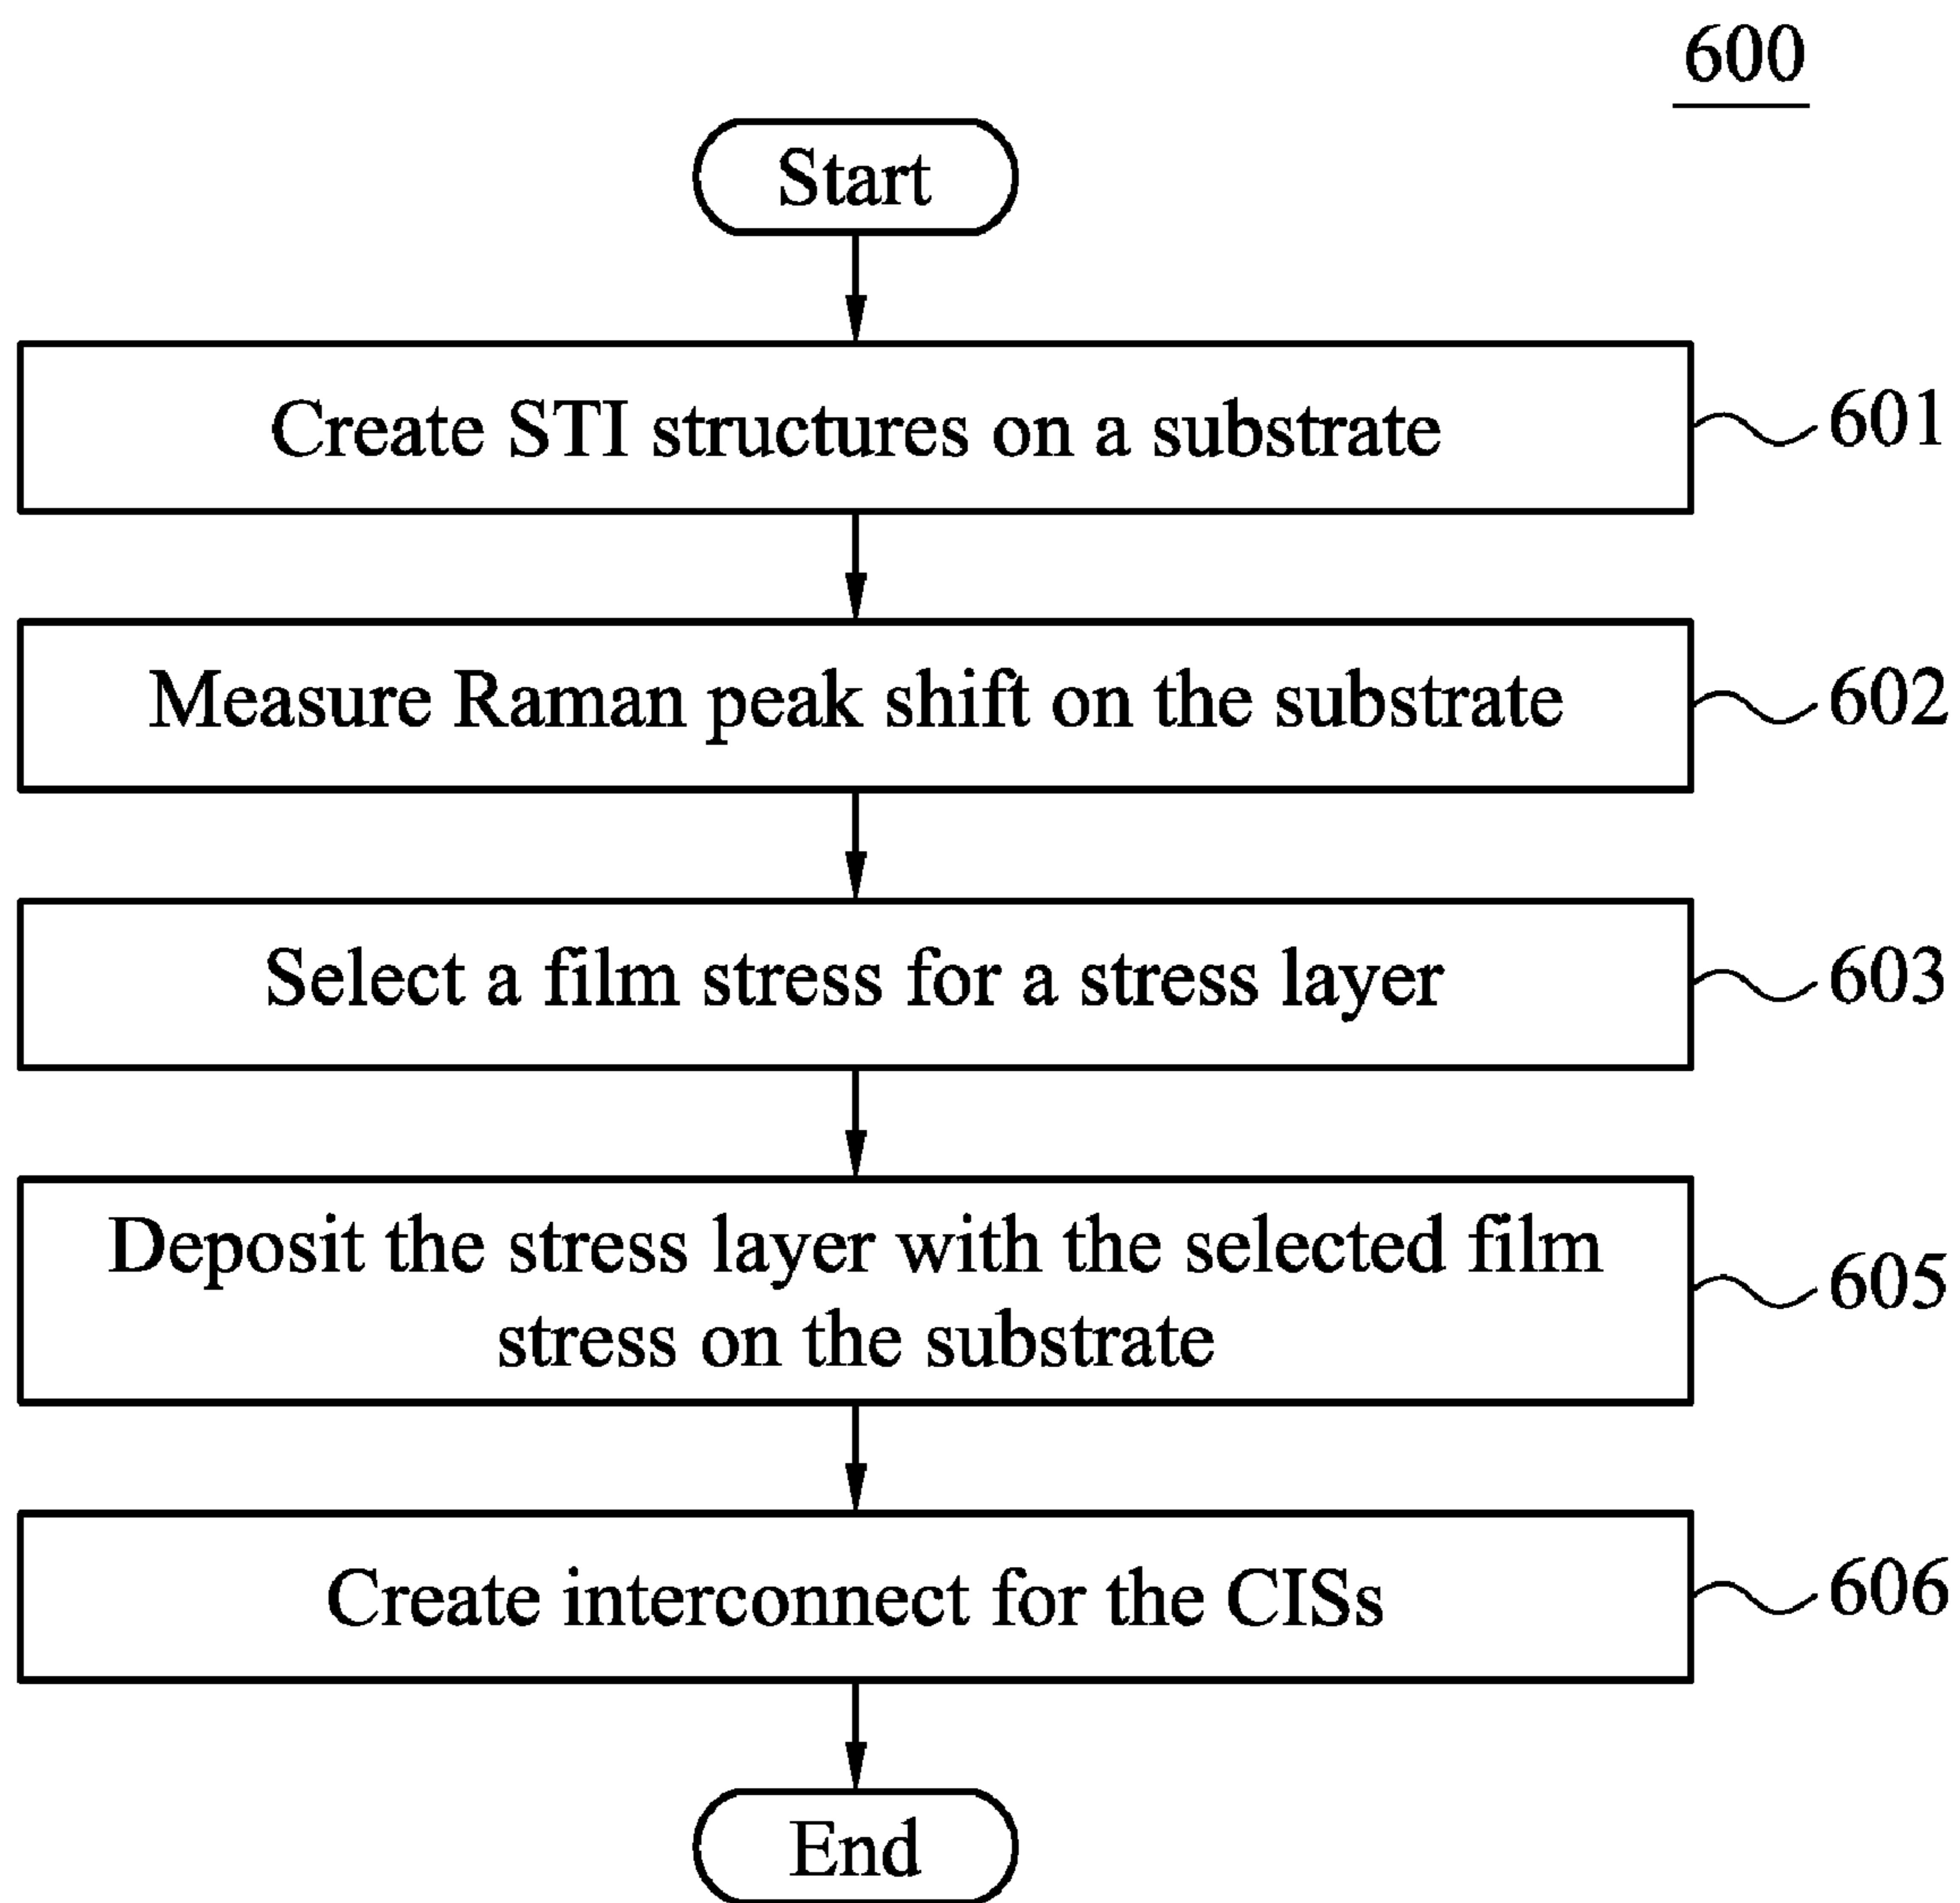 600
Start
Create STI structures on a substrate
601
Measure Raman peak shift on the substrate
602
Select a film stress for a stress layer
603
Deposit the stress layer with the selected film
stress on the substrate
605
Create interconnect for the CISs
606
End